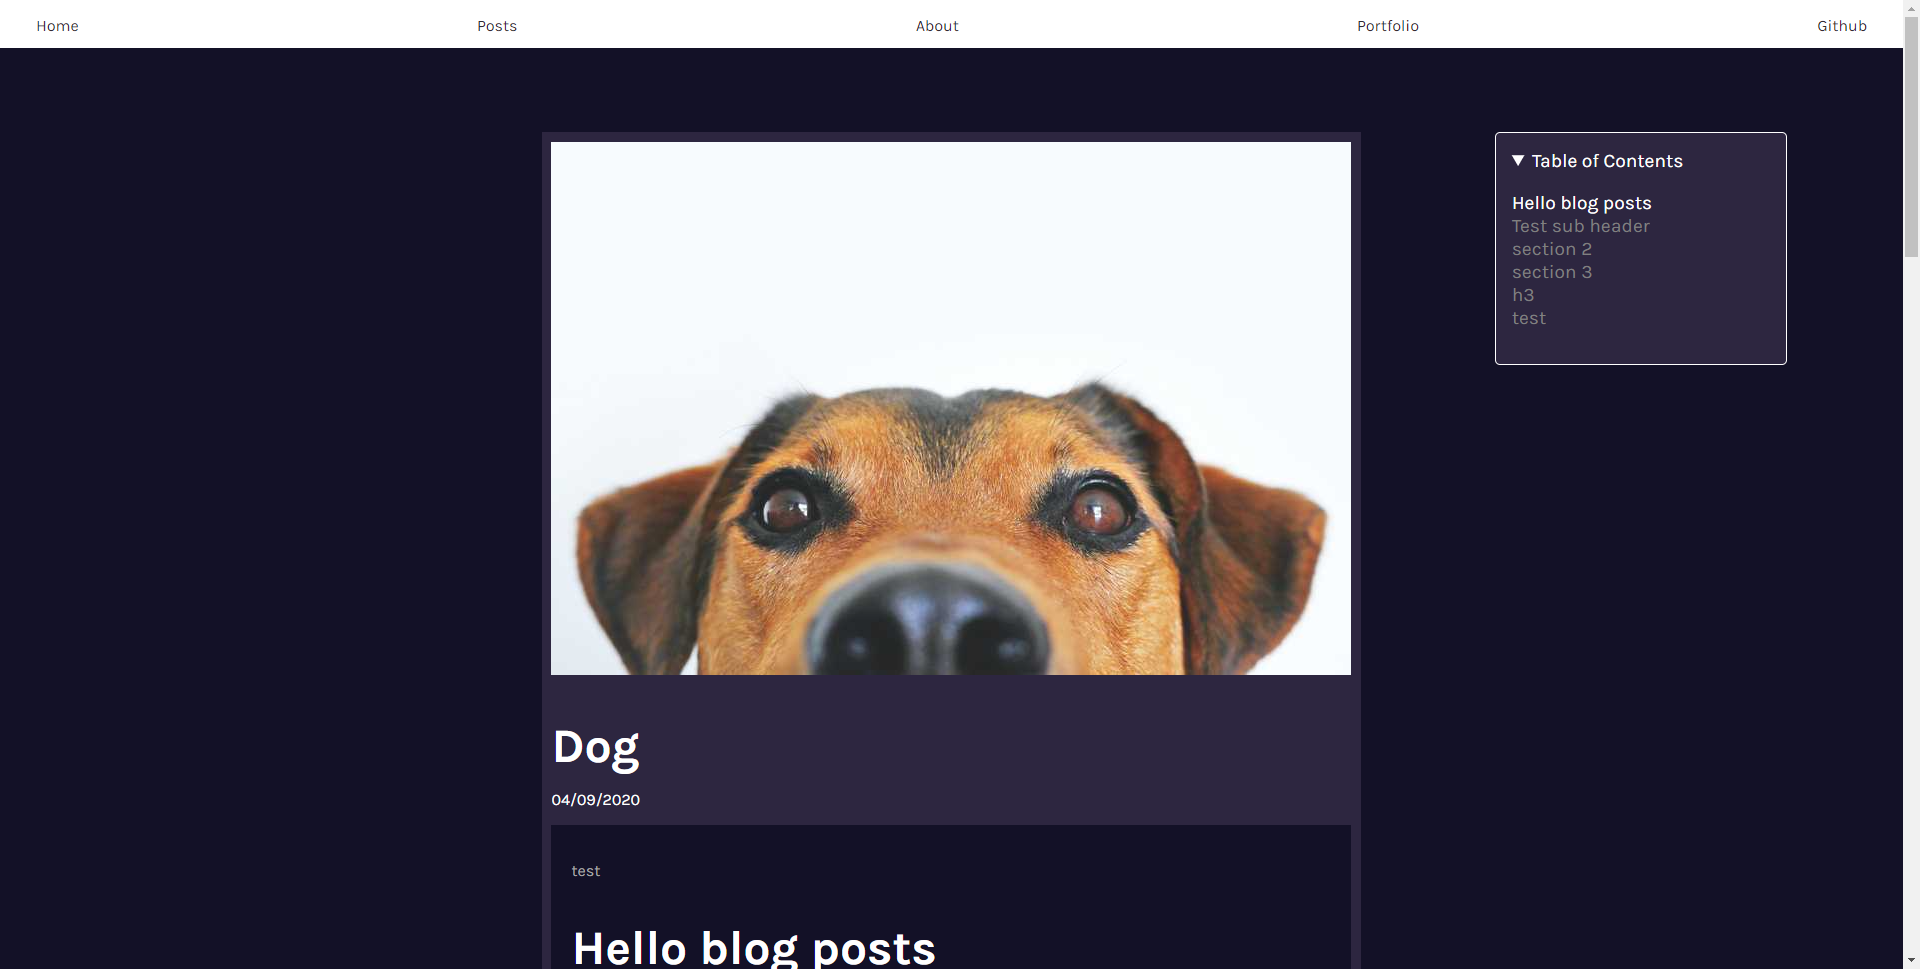 Home Posts About Portfolio Github
▼ Table of Contents
Hello blog posts
Test sub header
section 2
section 3
h3
test
Dog
04/09/2020
test
Hello blog posts